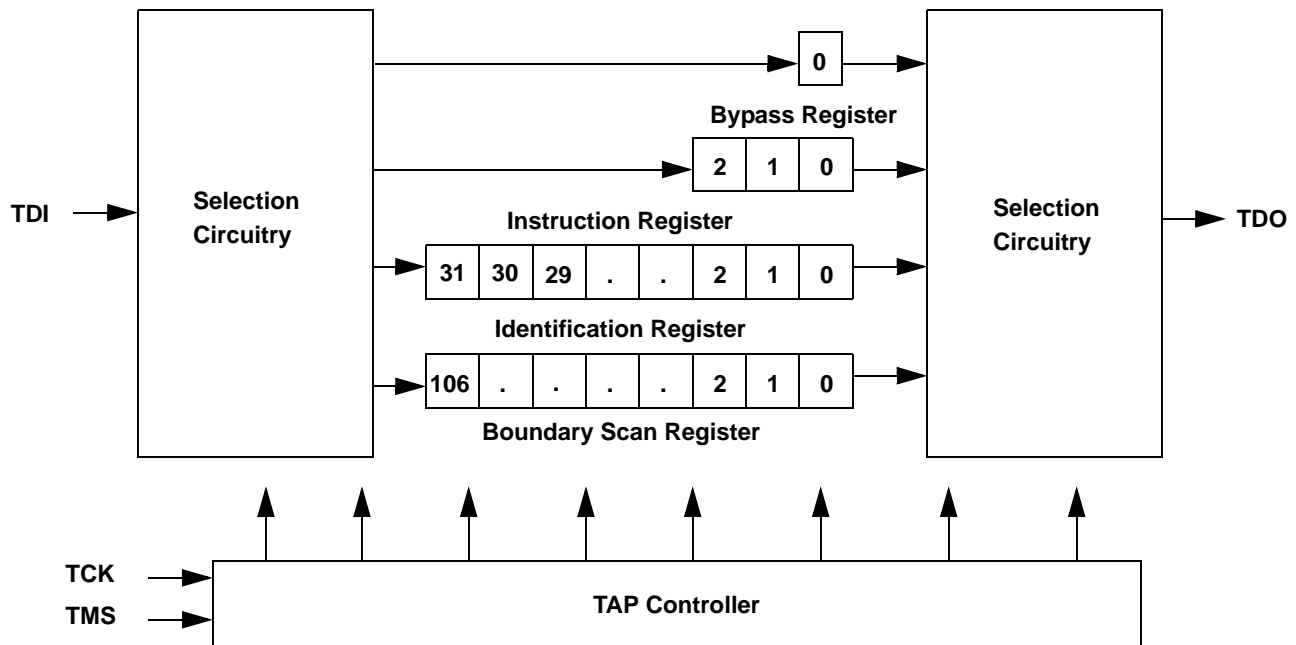 0
Bypass Register
2 1 0
TDI
Selection
Circuitry
Selection
Circuitry
TDO
Instruction Register
31 30 29 . . 2 1 0
Identification Register
106 . . . . 2 1 0
Boundary Scan Register
TCK
TMS
TAP Controller